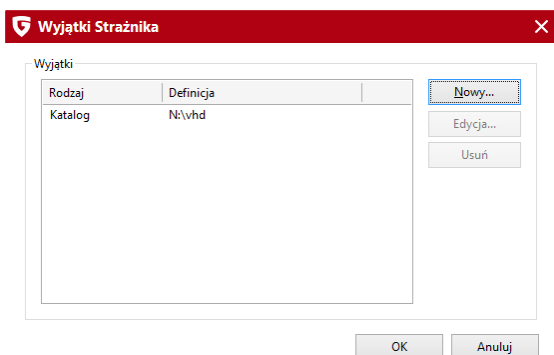 Wyjątki Strażnika
Wyjątki
Rodzaj Definicja
Katalog N:\vhd
Nowy...
Edycja...
Usuń
OK Anuluj